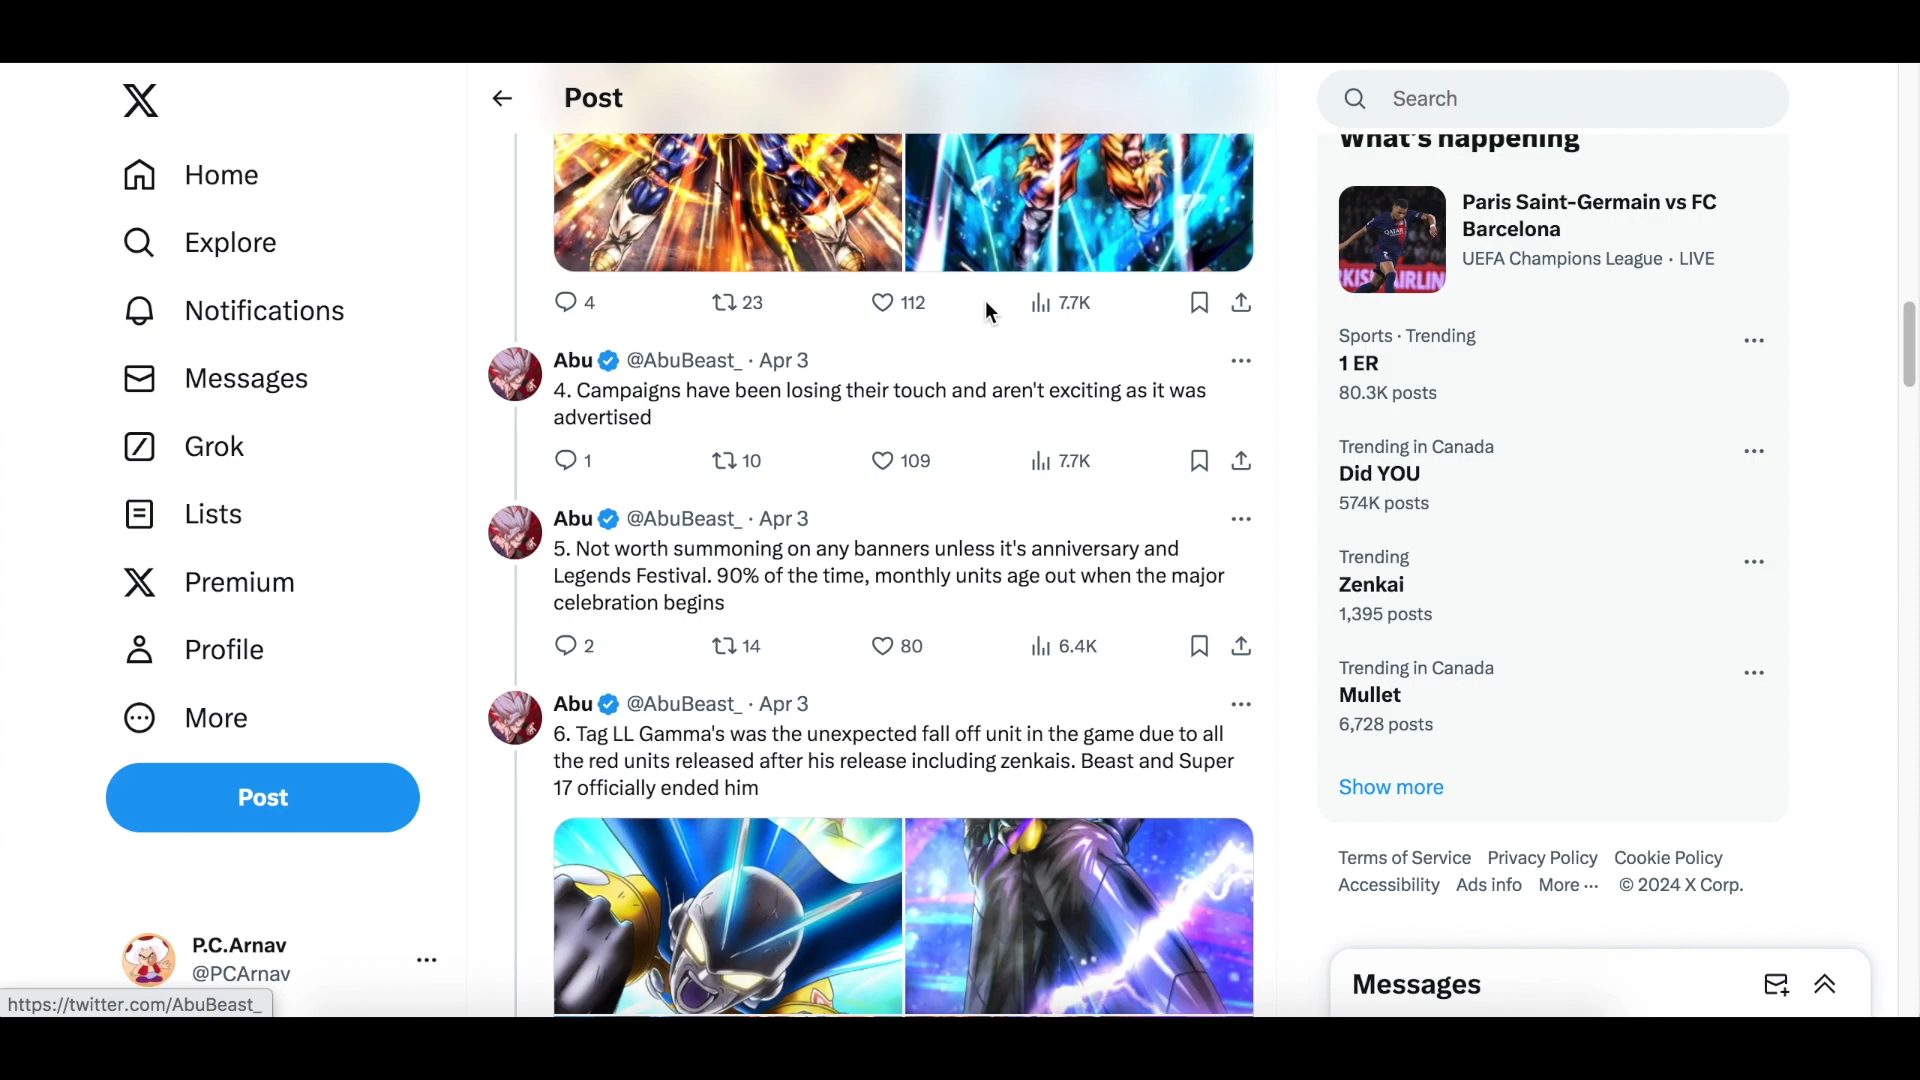 Post
Search
Home
Explore
Notifications
Messages
Grok
Lists
Premium
Profile
More
Post
P.C.Arnav
@PCArnav
https://twitter.com/AbuBeast_
4 23 112 7.7K
Abu @AbuBeast_ · Apr 3
4. Campaigns have been losing their touch and aren't exciting as it was
advertised
1 10 109 7.7K
Abu @AbuBeast_ · Apr 3
5. Not worth summoning on any banners unless it's anniversary and
Legends Festival. 90% of the time, monthly units age out when the major
celebration begins
2 14 80 6.4K
Abu @AbuBeast_ · Apr 3
6. Tag LL Gamma's was the unexpected fall off unit in the game due to all
the red units released after his release including zenkais. Beast and Super
17 officially ended him
What's happening
Paris Saint-Germain vs FC
Barcelona
UEFA Champions League · LIVE
QATAR
Sports · Trending
1 ER
80.3K posts
Trending in Canada
Did YOU
574K posts
Trending
Zenkai
1,395 posts
Trending in Canada
Mullet
6,728 posts
Show more
Terms of Service Privacy Policy Cookie Policy
Accessibility Ads info More ··· © 2024 X Corp.
Messages